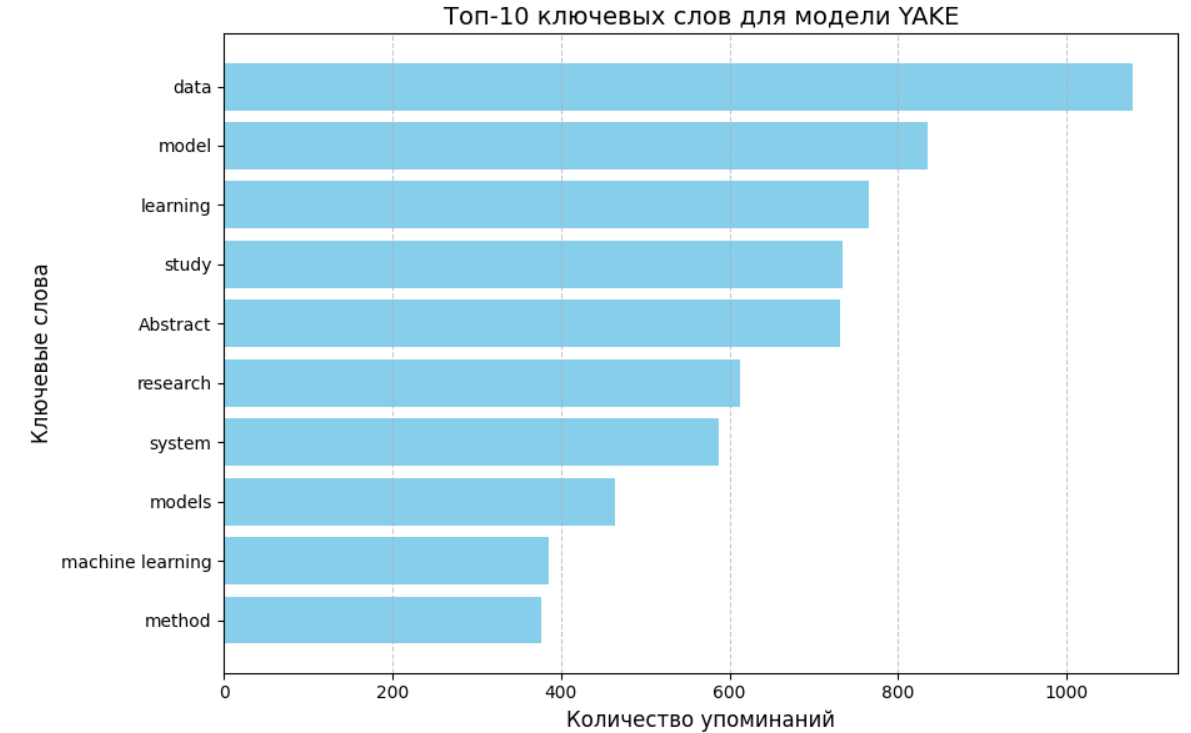 Топ-10 ключевых слов для модели YAKE
Ключевые слова
data
model
learning
study
Abstract
research
system
models
machine learning
method
0 200 400 600 800 1000
Количество упоминаний